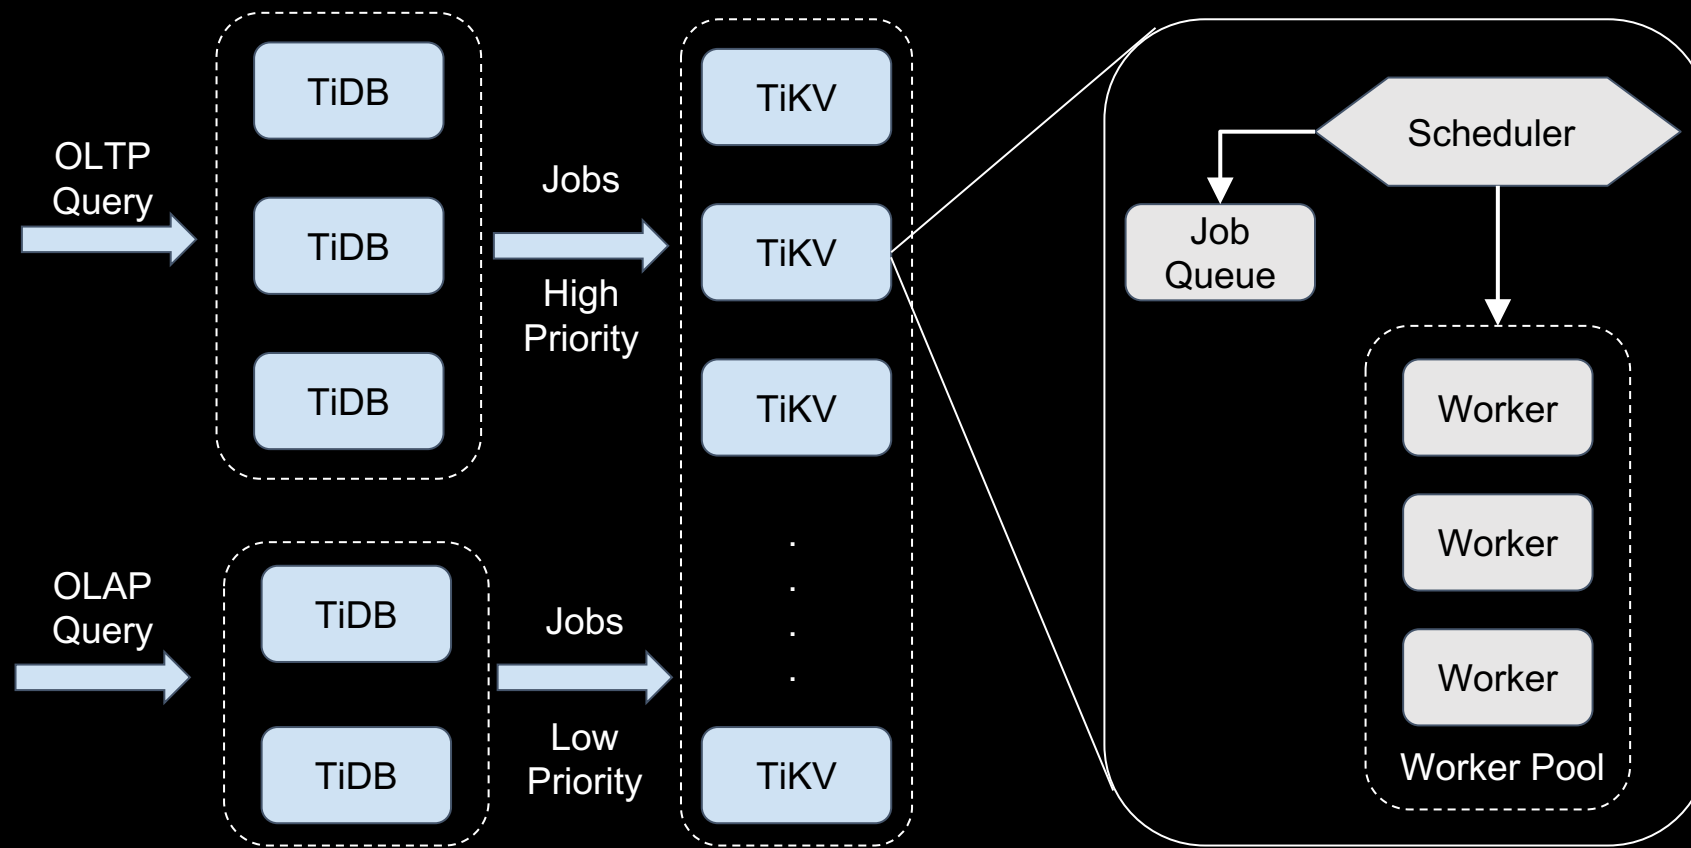 OLTP
Query
TiDB
TiDB
TiDB
Jobs
High
Priority
OLAP
Query
TiDB
TiDB
Jobs
Low
Priority
TiKV
TiKV
TiKV
.
.
.
.
TiKV
Scheduler
Job
Queue
Worker
Worker
Worker
Worker Pool